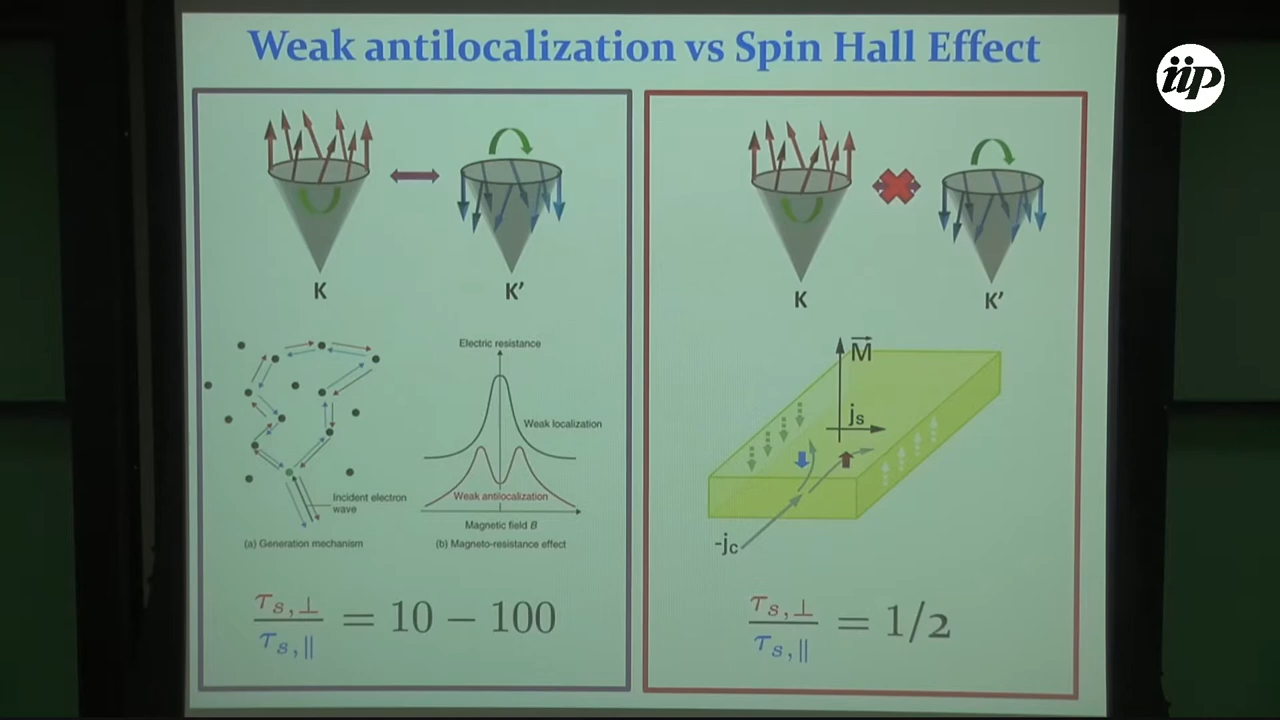 Weak antilocalization vs Spin Hall Effect
iip
K
K'
Electric resistance
Weak localization
Weak antilocalization
Incident electron
wave
Magnetic field B
(a) Generation mechanism
(b) Magneto-resistance effect
τs,⊥ / τs,∥ = 10 − 100
K
K'
M⃗
js
-jc
τs,⊥ / τs,∥ = 1/2